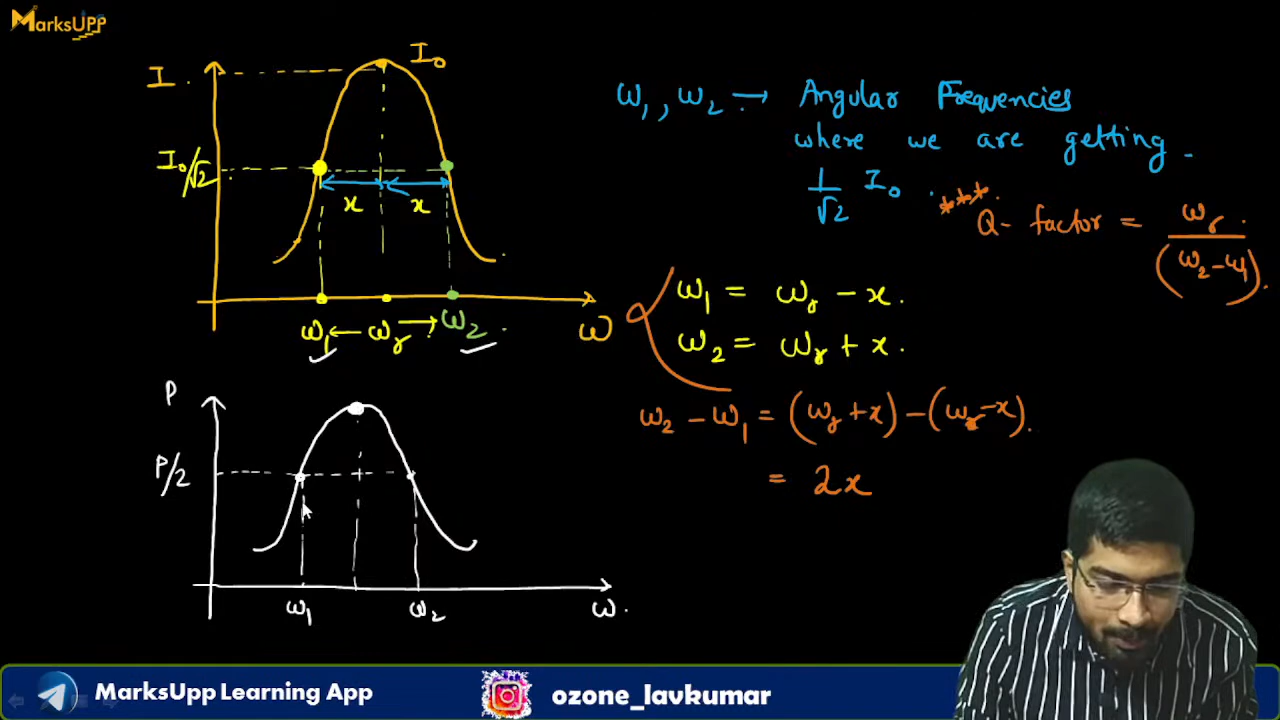 MarksUPP
I
I₀
I₀/√2
x x
ω₁ ← ωᵣ → ω₂
ω
P
P/2
ω₁ ω₂
ω
ω₁, ω₂ → Angular Frequencies
where we are getting
1/√2 I₀
*** Q- factor = ωᵣ/(ω₂-ω₁)
ω₁ = ωᵣ - x
ω₂ = ωᵣ + x
ω₂ - ω₁ = (ωᵣ + x) - (ωᵣ - x)
= 2x
MarksUpp Learning App
ozone_lavkumar